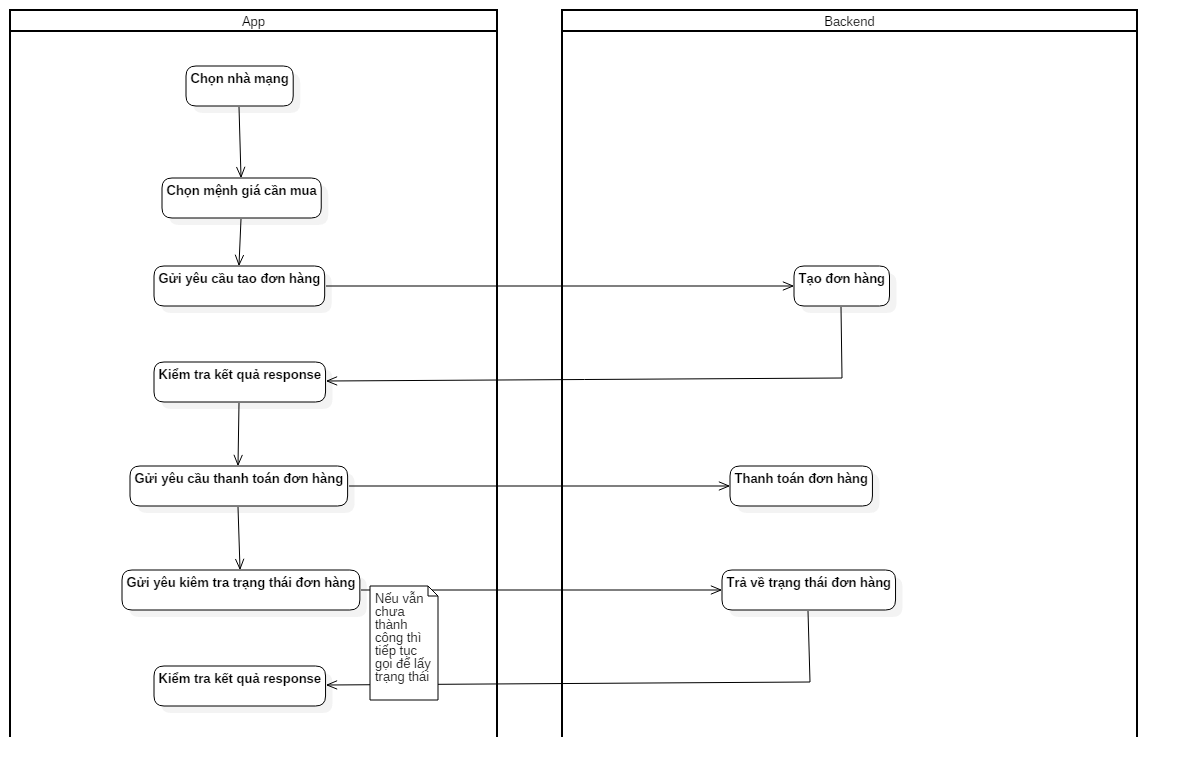 App
Backend
Chọn nhà mạng
Chọn mệnh giá cần mua
Gửi yêu cầu tao đơn hàng
Tạo đơn hàng
Kiểm tra kết quả response
Gửi yêu cầu thanh toán đơn hàng
Thanh toán đơn hàng
Gửi yêu kiêm tra trạng thái đơn hàng
Trả về trạng thái đơn hàng
Nếu vẫn
chưa
thành
công thì
tiếp tục
gọi để lấy
trạng thái
Kiểm tra kết quả response